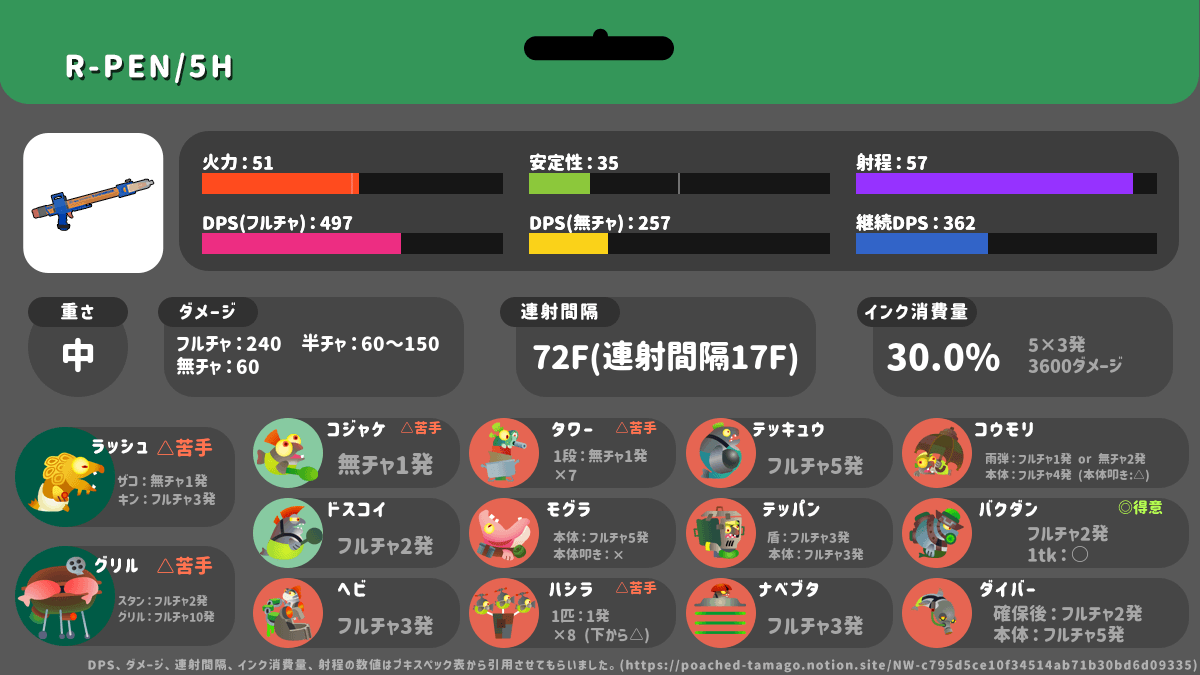 R-PEN/5H
火力:51
安定性:35
射程:57
DPS(フルチャ):497
DPS(無チャ):257
継続DPS:362
重さ
中
ダメージ
フルチャ:240 半チャ:60〜150
無チャ:60
連射間隔
72F(連射間隔17F)
インク消費量
30.0%
5×3発
3600ダメージ
ラッシュ △苦手
ザコ:無チャ1発
キン:フルチャ3発
グリル △苦手
スタン:フルチャ2発
グリル:フルチャ10発
コジャケ △苦手
無チャ1発
タワー △苦手
1段:無チャ1発
×7
テッキュウ
フルチャ5発
コウモリ
雨弾:フルチャ1発 or 無チャ2発
本体:フルチャ4発 (本体叩き:△)
ドスコイ
フルチャ2発
モグラ
本体:フルチャ5発
本体叩き:×
テッパン
盾:フルチャ3発
本体:フルチャ3発
バクダン ◎得意
フルチャ2発
1tk:○
ヘビ
フルチャ3発
ハシラ △苦手
1匹:1発
×8 (下から△)
ナベブタ
フルチャ3発
ダイバー
確保後:フルチャ2発
本体:フルチャ5発
DPS、ダメージ、連射間隔、インク消費量、射程の数値はブキスペック表から引用させてもらいました。(https://poached-tamago.notion.site/NW-c795d5ce10f34514ab71b30bd6d09335)